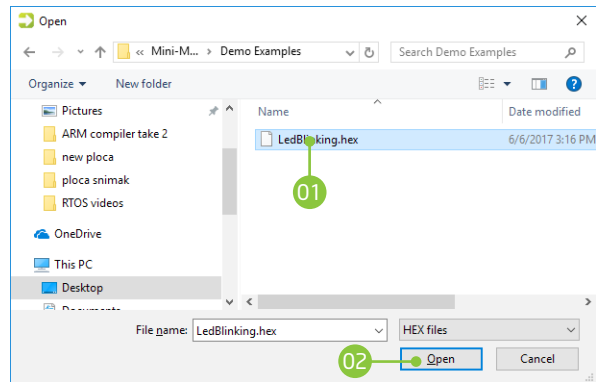 Open
« Mini-M... › Demo Examples
Search Demo Examples
Organize
New folder
Name
Date modified
Pictures
ARM compiler take 2
new ploca
ploca snimak
RTOS videos
OneDrive
This PC
Desktop
Documents
LedBlinking.hex
6/6/2017 3:16 PM
01
File name:
LedBlinking.hex
HEX files
02
Open
Cancel